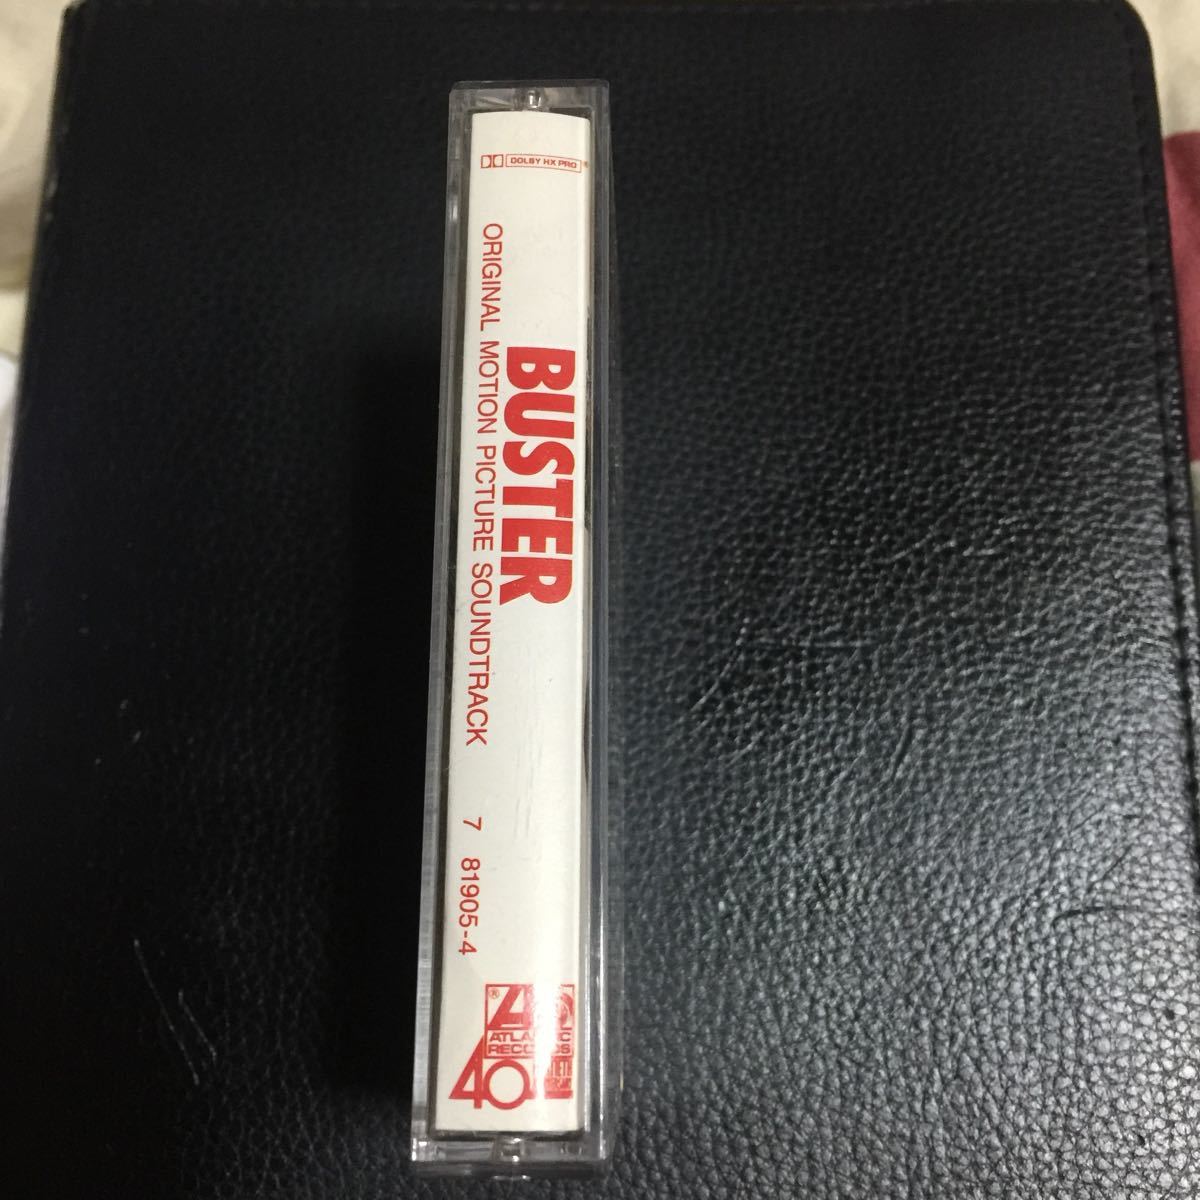 DOLBY HX PRO
BUSTER
ORIGINAL MOTION PICTURE SOUNDTRACK 7 81905-4
®
ATLANTIC
RECORDS
40